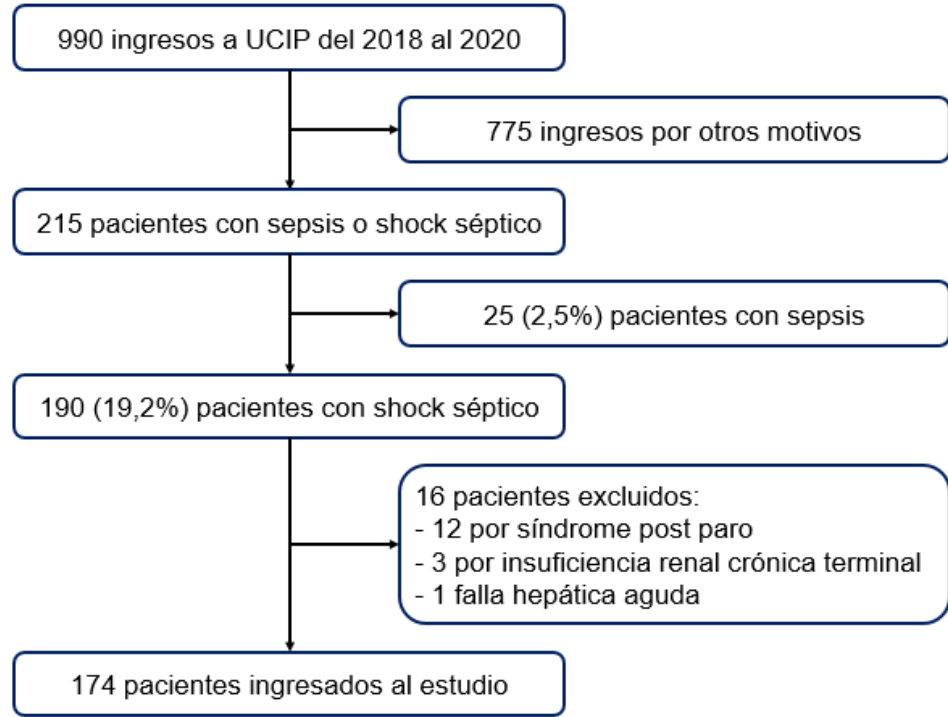 990 ingresos a UCIP del 2018 al 2020
775 ingresos por otros motivos
215 pacientes con sepsis o shock séptico
25 (2,5%) pacientes con sepsis
190 (19,2%) pacientes con shock séptico
16 pacientes excluidos:
- 12 por síndrome post paro
- 3 por insuficiencia renal crónica terminal
- 1 falla hepática aguda
174 pacientes ingresados al estudio